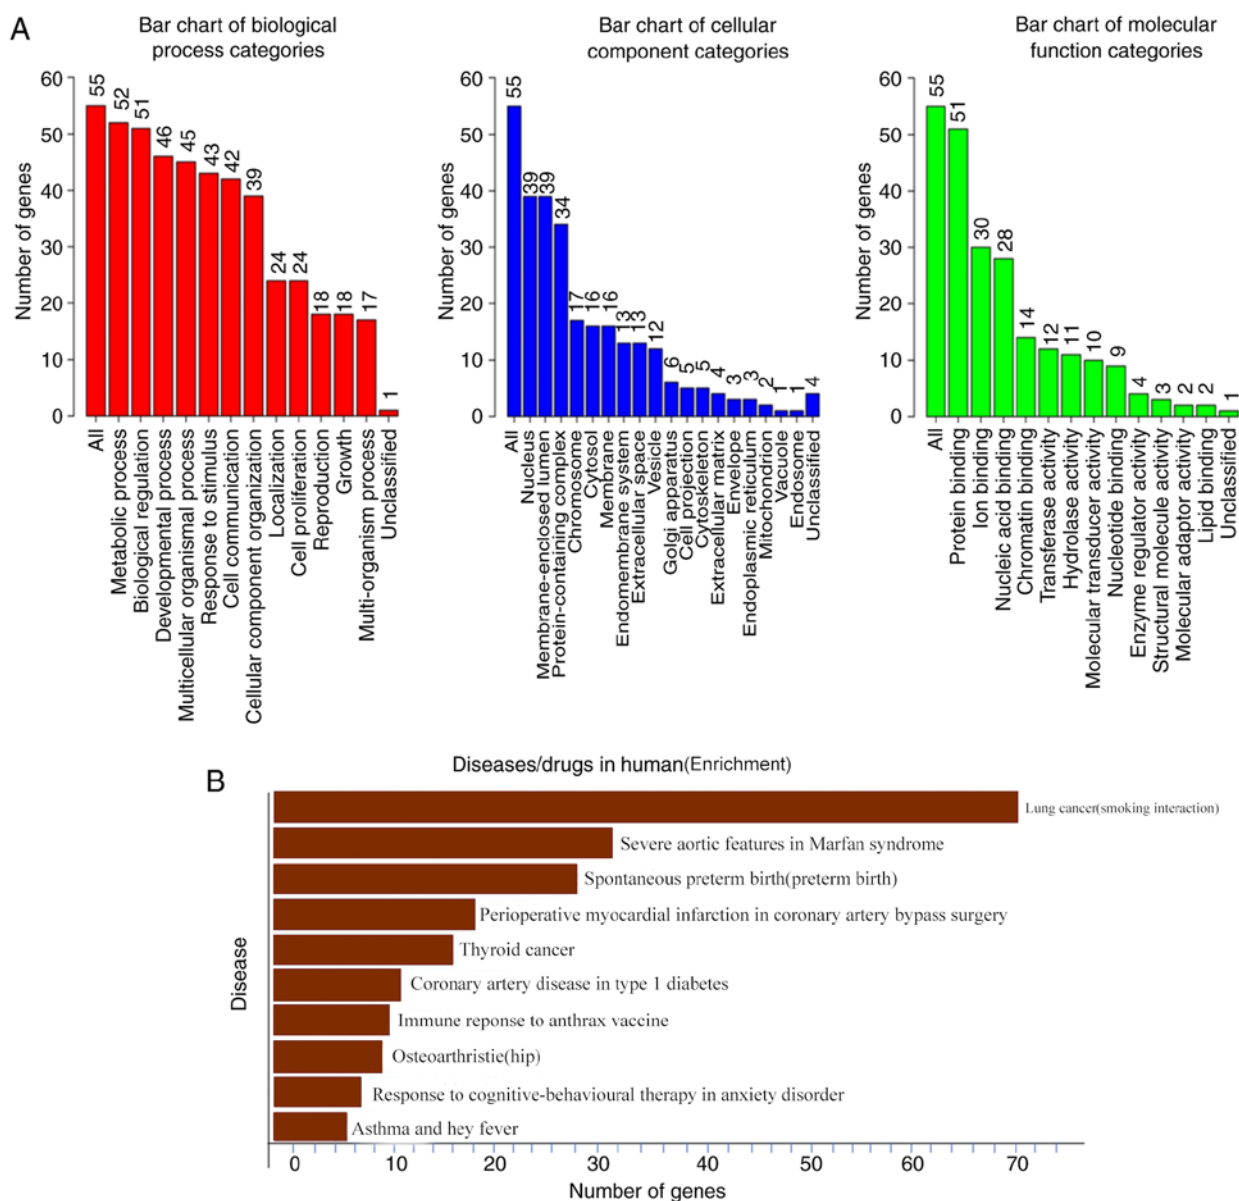 A
Bar chart of biological
process categories
Number of genes
60
50
40
30
20
10
0
55
52
51
46
45
43
42
39
24
24
18
18
17
1
All
Metabolic process
Biological regulation
Developmental process
Multicellular organismal process
Response to stimulus
Cell communication
Cellular component organization
Localization
Cell proliferation
Reproduction
Growth
Multi-organism process
Unclassified
Bar chart of cellular
component categories
Number of genes
60
50
40
30
20
10
0
55
39
39
34
17
16
16
13
13
12
6
5
5
4
3
3
2
1
1
4
All
Nucleus
Membrane-enclosed lumen
Protein-containing complex
Chromosome
Cytosol
Membrane
Endomembrane system
Extracellular space
Vesicle
Golgi apparatus
Cell projection
Cytoskeleton
Extracellular matrix
Envelope
Endoplasmic reticulum
Mitochondrion
Vacuole
Endosome
Unclassified
Bar chart of molecular
function categories
Number of genes
60
50
40
30
20
10
0
55
51
30
28
14
12
11
10
9
4
3
2
2
1
All
Protein binding
Ion binding
Nucleic acid binding
Chromatin binding
Transferase activity
Hydrolase activity
Molecular transducer activity
Nucleotide binding
Enzyme regulator activity
Structural molecule activity
Molecular adaptor activity
Lipid binding
Unclassified
B
Diseases/drugs in human(Enrichment)
Disease
Lung cancer(smoking interaction)
Severe aortic features in Marfan syndrome
Spontaneous preterm birth(preterm birth)
Perioperative myocardial infarction in coronary artery bypass surgery
Thyroid cancer
Coronary artery disease in type 1 diabetes
Immune reponse to anthrax vaccine
Osteoarthristie(hip)
Response to cognitive-behavioural therapy in anxiety disorder
Asthma and hey fever
0 10 20 30 40 50 60 70
Number of genes